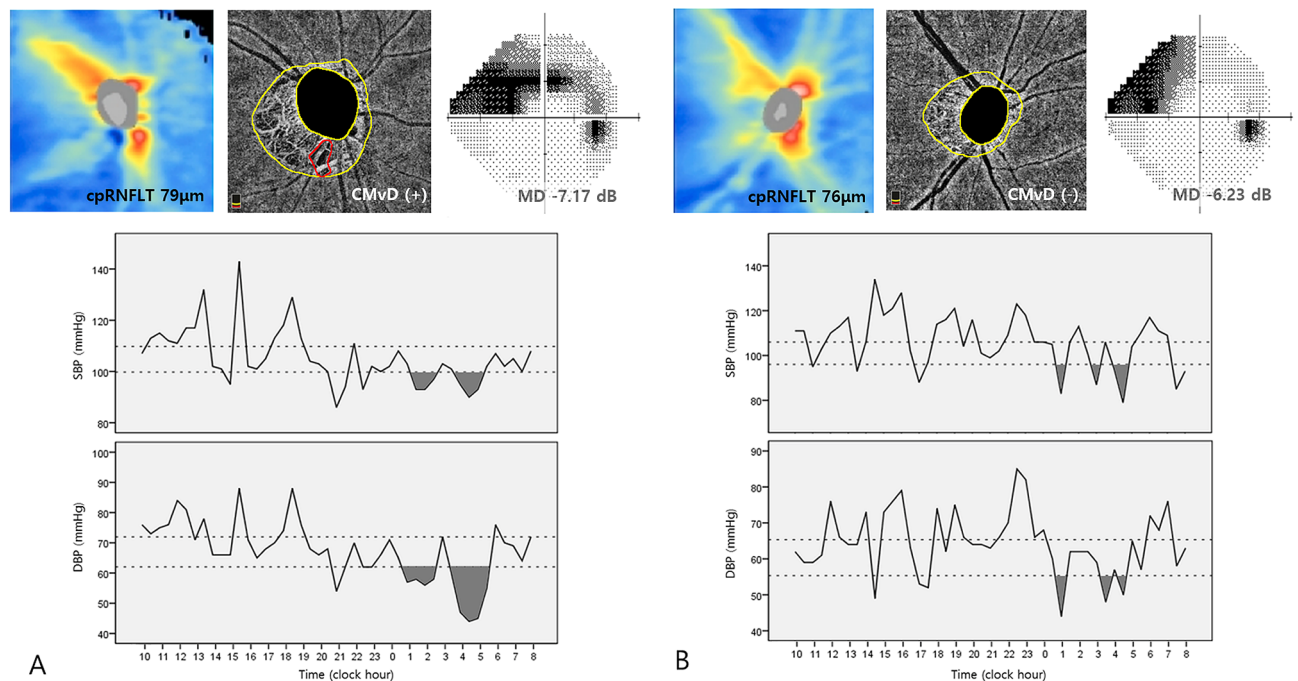 cpRNFLT 79µm
CMvD (+)
MD -7.17 dB
cpRNFLT 76µm
CMvD (-)
MD -6.23 dB
SBP (mmHg)
140
120
100
80
DBP (mmHg)
100
90
80
70
60
50
40
10 11 12 13 14 15 16 17 18 19 20 21 22 23 0 1 2 3 4 5 6 7 8
Time (clock hour)
A
SBP (mmHg)
140
120
100
80
DBP (mmHg)
90
80
70
60
50
40
10 11 12 13 14 15 16 17 18 19 20 21 22 23 0 1 2 3 4 5 6 7 8
Time (clock hour)
B